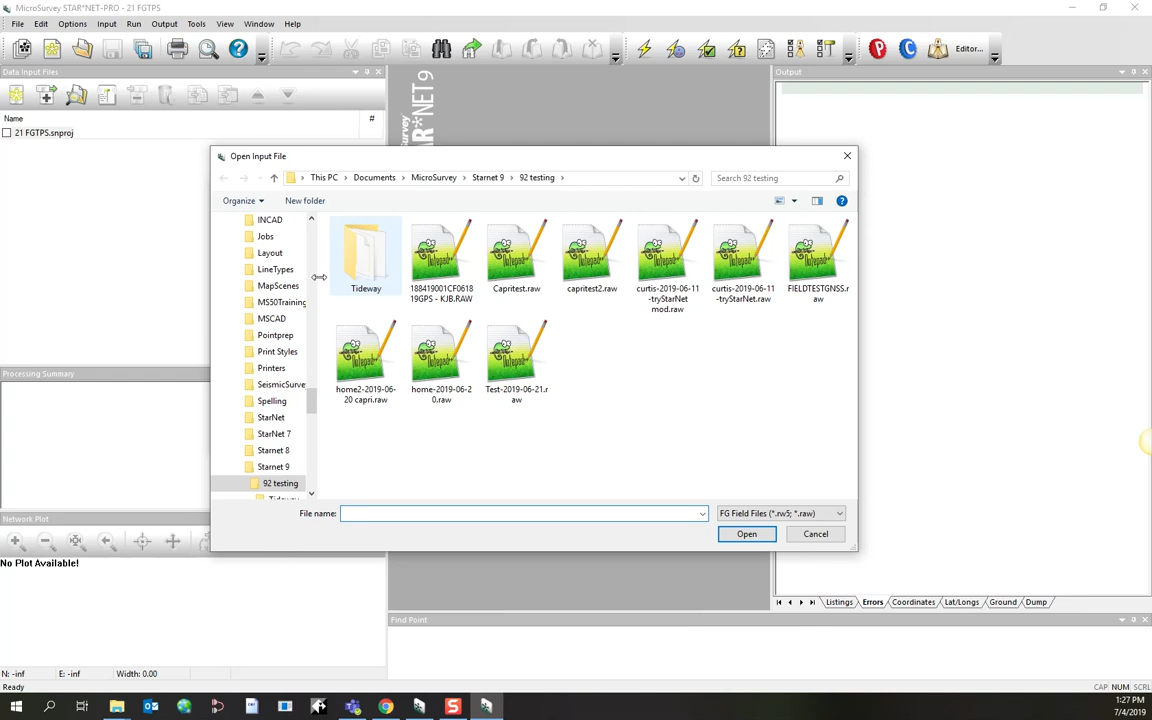 MicroSurvey STAR*NET-PRO - 21 FGTPS
File Edit Options Input Run Output Tools View Window Help
Editor...
Data Input Files
Output
Name #
21 FGTPS.snproj
STAR*NET 9
Open Input File
This PC > Documents > MicroSurvey > Starnet 9 > 92 testing >
Search 92 testing
Organize New folder
INCAD
Jobs
Layout
LineTypes
MapScenes
MS50Training
MSCAD
Pointprep
Print Styles
Printers
SeismicSurve
Spelling
StarNet
StarNet 7
Starnet 8
Starnet 9
92 testing
Tideway
Tideway
188419001CF0618
19GPS - KJB.RAW
Capritest.raw
capritest2.raw
curtis-2019-06-11
-tryStarNet
mod.raw
curtis-2019-06-11
-tryStarNet.raw
FIELDTESTGNSS.r
aw
home2-2019-06-
20 capri.raw
home-2019-06-2
0.raw
Test-2019-06-21.r
aw
File name:
FG Field Files (*.rw5; *.raw)
Open Cancel
Processing Summary
Network Plot
No Plot Available!
Listings Errors Coordinates Lat/Longs Ground Dump
Find Point
N: -inf E: -inf Width: 0.00
Ready
CAP NUM SCRL
1:27 PM
7/4/2019